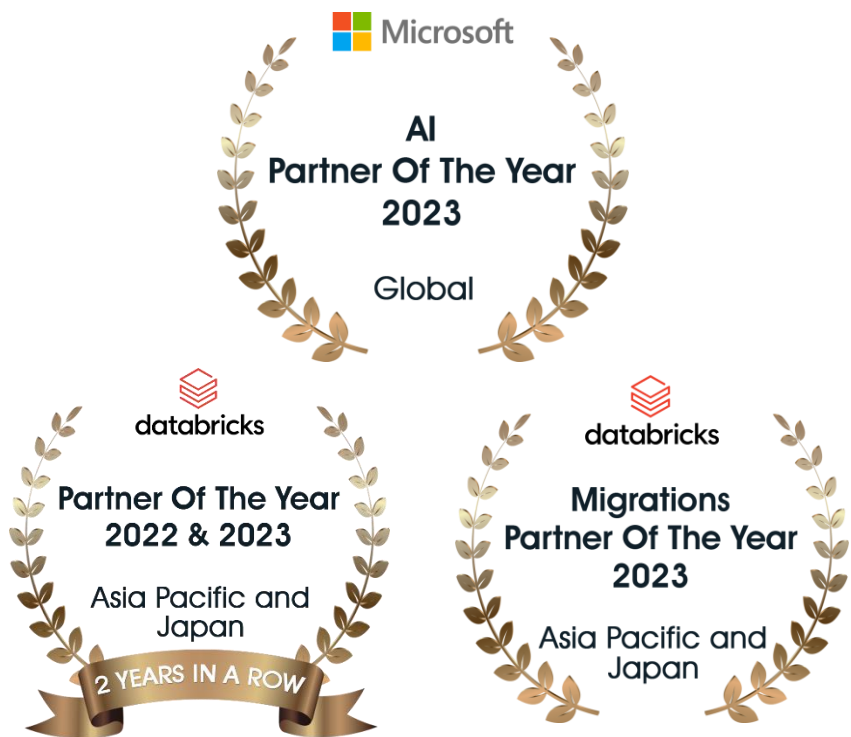 Microsoft
AI
Partner Of The Year
2023
Global
databricks
Partner Of The Year
2022 & 2023
Asia Pacific and
Japan
2 YEARS IN A ROW
databricks
Migrations
Partner Of The Year
2023
Asia Pacific and
Japan